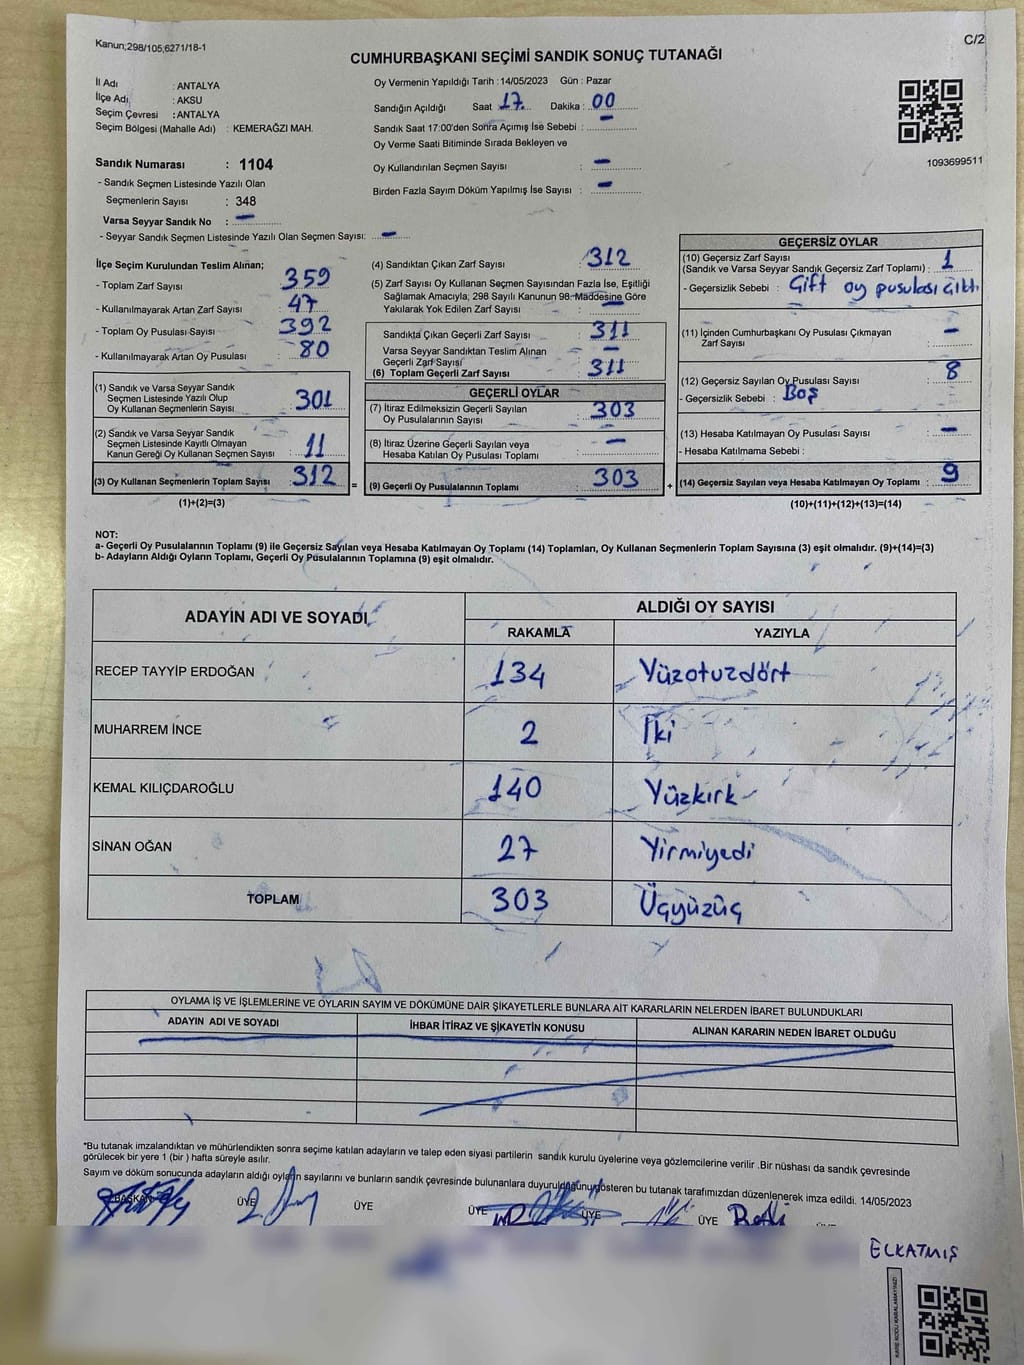 Kanun;298/105,6271/18-1
C/2
CUMHURBAŞKANI SEÇİMİ SANDIK SONUÇ TUTANAĞI
İl Adı : ANTALYA
İlçe Adı : AKSU
Seçim Çevresi : ANTALYA
Seçim Bölgesi (Mahalle Adı) : KEMERAĞZI MAH.
Oy Vermenin Yapıldığı Tarih : 14/05/2023 Gün : Pazar
Sandığın Açıldığı Saat 17 Dakika : 00
Sandık Saat 17:00'den Sonra Açımış İse Sebebi : -
Oy Verme Saati Bitiminde Sırada Bekleyen ve
Oy Kullandırılan Seçmen Sayısı : -
Birden Fazla Sayım Döküm Yapılmış İse Sayısı : -
1093699511
Sandık Numarası : 1104
- Sandık Seçmen Listesinde Yazılı Olan
Seçmenlerin Sayısı : 348
Varsa Seyyar Sandık No : -
- Seyyar Sandık Seçmen Listesinde Yazılı Olan Seçmen Sayısı: -
İlçe Seçim Kurulundan Teslim Alınan;
- Toplam Zarf Sayısı : 359
- Kullanılmayarak Artan Zarf Sayısı : 47
- Toplam Oy Pusulası Sayısı : 392
- Kullanılmayarak Artan Oy Pusulası : 80
(1) Sandık ve Varsa Seyyar Sandık
Seçmen Listesinde Yazılı Olup
Oy Kullanan Seçmenlerin Sayısı : 301
(2) Sandık ve Varsa Seyyar Sandık
Seçmen Listesinde Kayıtlı Olmayan
Kanun Gereği Oy Kullanan Seçmen Sayısı : 11
(3) Oy Kullanan Seçmenlerin Toplam Sayısı : 312
(1)+(2)=(3)
(4) Sandıktan Çıkan Zarf Sayısı : 312
(5) Zarf Sayısı Oy Kullanan Seçmen Sayısından Fazla İse, Eşitliği
Sağlamak Amacıyla; 298 Sayılı Kanunun 98. Maddesine Göre
Yakılarak Yok Edilen Zarf Sayısı : -
Sandıkta Çıkan Geçerli Zarf Sayısı : 311
Varsa Seyyar Sandıktan Teslim Alınan
Geçerli Zarf Sayısı : -
(6) Toplam Geçerli Zarf Sayısı : 311
GEÇERLİ OYLAR
(7) İtiraz Edilmeksizin Geçerli Sayılan
Oy Pusulalarının Sayısı : 303
(8) İtiraz Üzerine Geçerli Sayılan veya
Hesaba Katılan Oy Pusulası Toplamı : -
= (9) Geçerli Oy Pusulalarının Toplamı : 303 +
GEÇERSİZ OYLAR
(10) Geçersiz Zarf Sayısı
(Sandık ve Varsa Seyyar Sandık Geçersiz Zarf Toplamı) : 1
- Geçersizlik Sebebi : Çift oy pusulası çıktı
(11) İçinden Cumhurbaşkanı Oy Pusulası Çıkmayan
Zarf Sayısı : -
(12) Geçersiz Sayılan Oy Pusulası Sayısı : 8
- Geçersizlik Sebebi : Boş
(13) Hesaba Katılmayan Oy Pusulası Sayısı : -
- Hesaba Katılmama Sebebi :
(14) Geçersiz Sayılan veya Hesaba Katılmayan Oy Toplamı : 9
(10)+(11)+(12)+(13)=(14)
NOT:
a- Geçerli Oy Pusulalarının Toplamı (9) ile Geçersiz Sayılan veya Hesaba Katılmayan Oy Toplamı (14) Toplamları, Oy Kullanan Seçmenlerin Toplam Sayısına (3) eşit olmalıdır. (9)+(14)=(3)
b- Adayların Aldığı Oyların Toplamı, Geçerli Oy Pusulalarının Toplamına (9) eşit olmalıdır.
ADAYIN ADI VE SOYADI ALDIĞI OY SAYISI
RAKAMLA YAZIYLA
RECEP TAYYİP ERDOĞAN 134 Yüzotuzdört
MUHARREM İNCE 2 İki
KEMAL KILIÇDAROĞLU 140 Yüzkırk
SİNAN OĞAN 27 Yirmiyedi
TOPLAM 303 Üçyüzüç
OYLAMA İŞ VE İŞLEMLERİNE VE OYLARIN SAYIM VE DÖKÜMÜNE DAİR ŞİKAYETLERLE BUNLARA AİT KARARLARIN NELERDEN İBARET BULUNDUKLARI
ADAYIN ADI VE SOYADI İHBAR İTİRAZ VE ŞİKAYETİN KONUSU ALINAN KARARIN NEDEN İBARET OLDUĞU
*Bu tutanak imzalandıktan ve mühürlendikten sonra seçime katılan adayların ve talep eden siyasi partilerin sandık kurulu üyelerine veya gözlemcilerine verilir .Bir nüshası da sandık çevresinde
görülecek bir yere 1 (bir ) hafta süreyle asılır.
Sayım ve döküm sonucunda adayların aldığı oyların sayılarını ve bunların sandık çevresinde bulunanlara duyurulduğunu gösteren bu tutanak tarafımızdan düzenlenerek imza edildi. 14/05/2023
BAŞKAN ÜYE ÜYE ÜYE ÜYE ÜYE
ELKATMIŞ